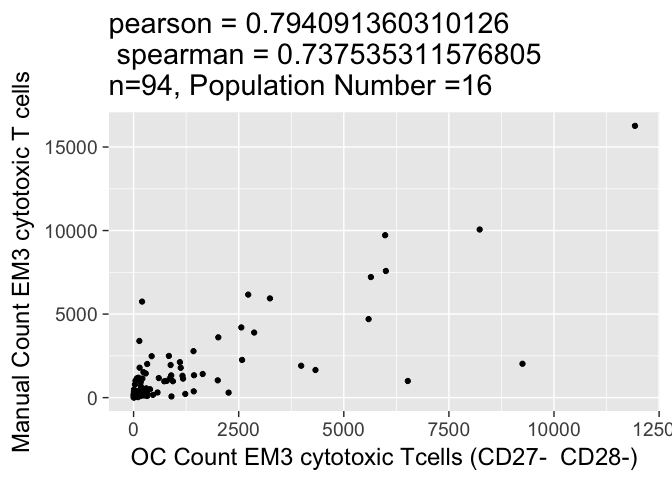 pearson = 0.794091360310126
spearman = 0.737535311576805
n=94, Population Number =16
Manual Count EM3 cytotoxic T cells
15000
10000
5000
0
0
2500
5000
7500
10000
1250
OC Count EM3 cytotoxic Tcells (CD27-  CD28-)